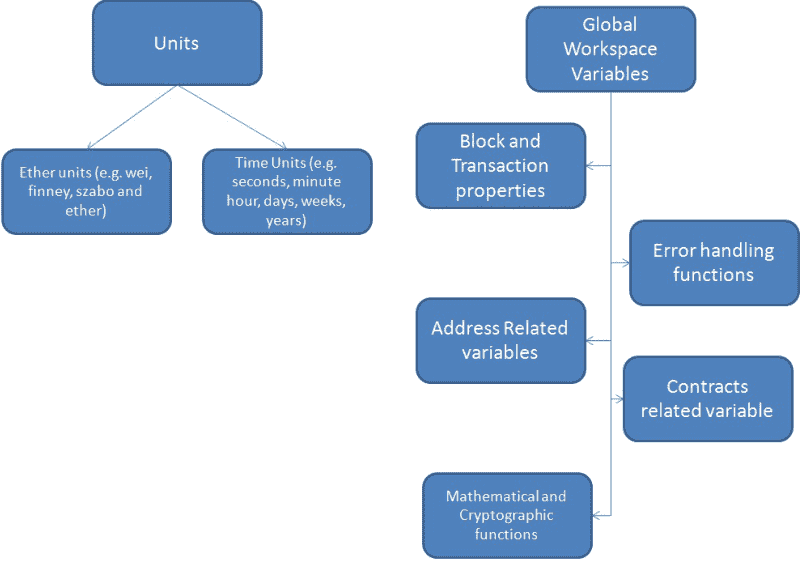 Units
Ether units (e.g. wei,
finney, szabo and
ether)
Time Units (e.g.
seconds, minute
hour, days, weeks,
years)
Global
Workspace
Variables
Block and
Transaction
properties
Error handling
functions
Address Related
variables
Contracts
related variable
Mathematical and
Cryptographic
functions